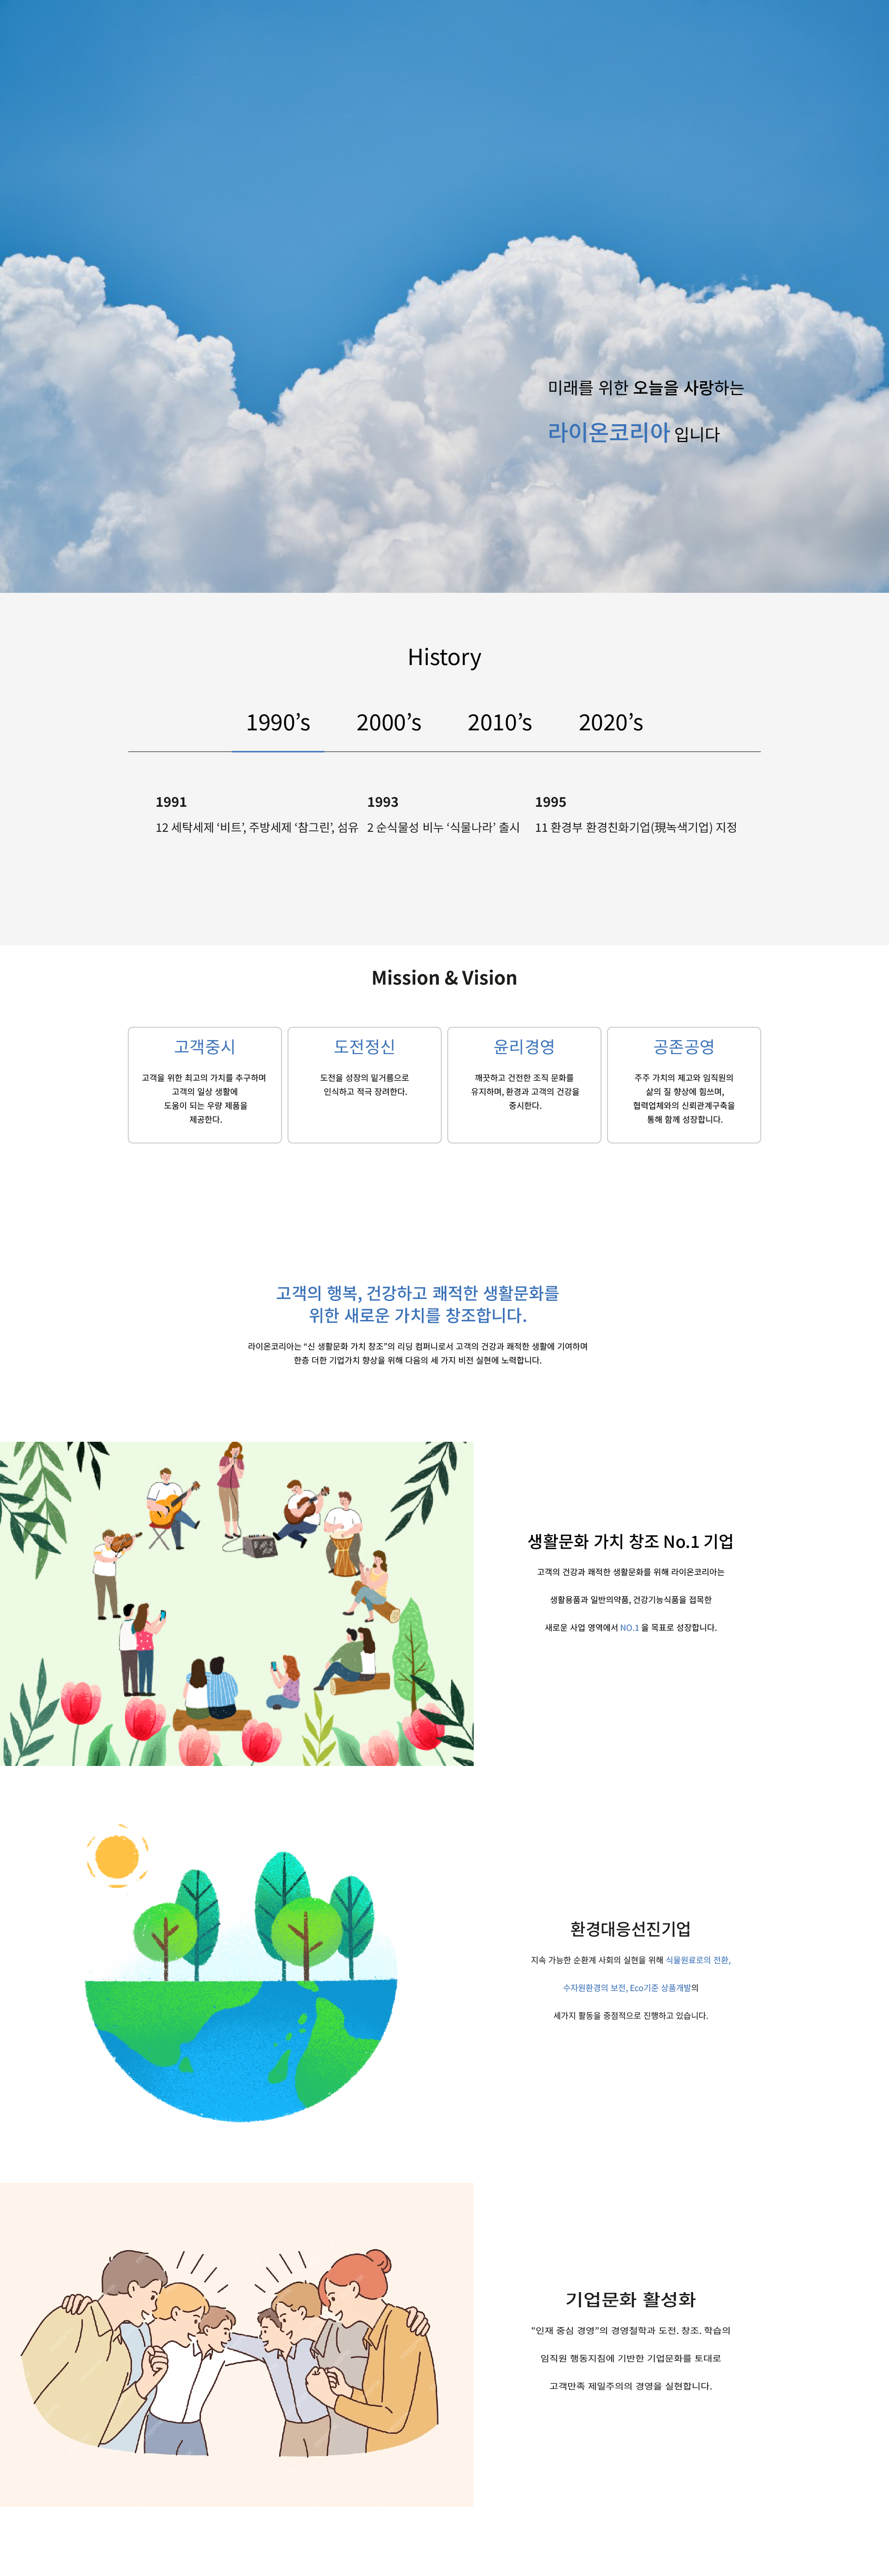 미래를 위한 오늘을 사랑하는
라이온코리아 입니다
History
1990’s 2000’s 2010’s 2020’s
1991
12 세탁세제 ‘비트’, 주방세제 ‘참그린’, 섬유
1993
2 순식물성 비누 ‘식물나라’ 출시
1995
11 환경부 환경친화기업(現녹색기업) 지정
Mission & Vision
고객중시
고객을 위한 최고의 가치를 추구하며
고객의 일상 생활에
도움이 되는 우량 제품을
제공한다.
도전정신
도전을 성장의 밑거름으로
인식하고 적극 장려한다.
윤리경영
깨끗하고 건전한 조직 문화를
유지하며, 환경과 고객의 건강을
중시한다.
공존공영
주주 가치의 제고와 임직원의
삶의 질 향상에 힘쓰며,
협력업체와의 신뢰관계구축을
통해 함께 성장합니다.
고객의 행복, 건강하고 쾌적한 생활문화를
위한 새로운 가치를 창조합니다.
라이온코리아는 “신 생활문화 가치 창조”의 리딩 컴퍼니로서 고객의 건강과 쾌적한 생활에 기여하며
한층 더한 기업가치 향상을 위해 다음의 세 가지 비전 실현에 노력합니다.
생활문화 가치 창조 No.1 기업
고객의 건강과 쾌적한 생활문화를 위해 라이온코리아는
생활용품과 일반의약품, 건강기능식품을 접목한
새로운 사업 영역에서 NO.1 을 목표로 성장합니다.
환경대응선진기업
지속 가능한 순환계 사회의 실현을 위해 식물원료로의 전환,
수자원환경의 보전, Eco기준 상품개발의
세가지 활동을 중점적으로 진행하고 있습니다.
기업문화 활성화
“인재 중심 경영”의 경영철학과 도전. 창조. 학습의
임직원 행동지침에 기반한 기업문화를 토대로
고객만족 제일주의의 경영을 실현합니다.